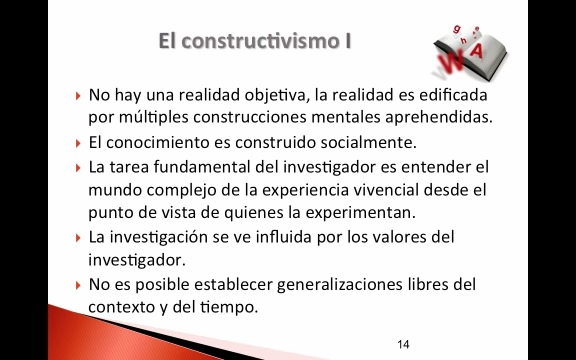 El constructivismo I
No hay una realidad objetiva, la realidad es edificada
por múltiples construcciones mentales aprehendidas.
El conocimiento es construido socialmente.
La tarea fundamental del investigador es entender el
mundo complejo de la experiencia vivencial desde el
punto de vista de quienes la experimentan.
La investigación se ve influida por los valores del
investigador.
No es posible establecer generalizaciones libres del
contexto y del tiempo.
14